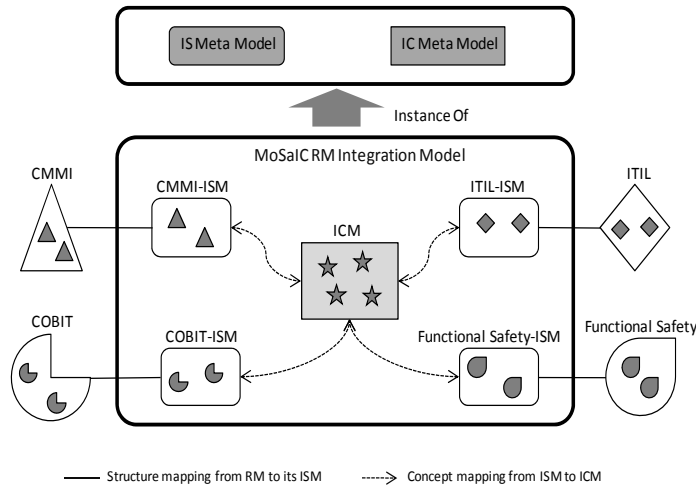 IS Meta Model
IC Meta Model
Instance Of
MoSaIC RM Integration Model
CMMI
CMMI-ISM
ITIL-ISM
ITIL
ICM
COBIT
COBIT-ISM
Functional Safety-ISM
Functional Safety
Structure mapping from RM to its ISM
Concept mapping from ISM to ICM